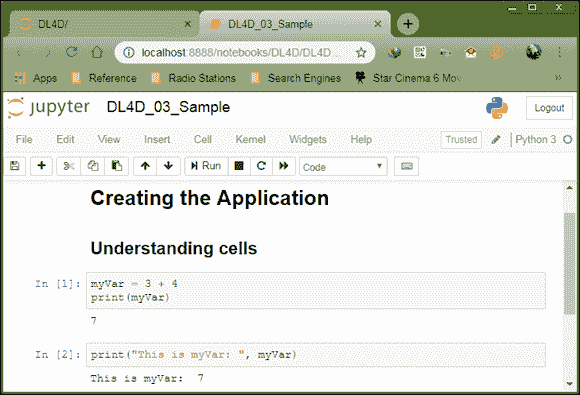 DL4D/
DL4D_03_Sample
localhost:8888/notebooks/DL4D/DL4D...
Apps Reference Radio Stations Search Engines Star Cinema 6 Mov
jupyter DL4D_03_Sample Logout
File Edit View Insert Cell Kernel Widgets Help Trusted Python 3
Run Code
Creating the Application
Understanding cells
In [1]: myVar = 3 + 4
print(myVar)
7
In [2]: print("This is myVar: ", myVar)
This is myVar:  7